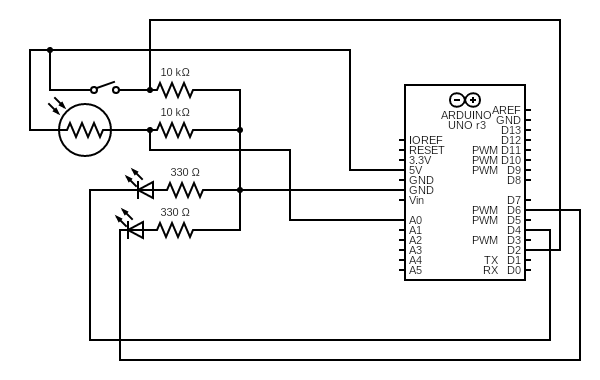 10 kΩ
10 kΩ
330 Ω
330 Ω
ARDUINO
UNO r3
IOREF
RESET
3.3V
5V
GND
GND
Vin
A0
A1
A2
A3
A4
A5
AREF
GND
D13
D12
PWM D11
PWM D10
PWM D9
D8
D7
PWM D6
PWM D5
D4
PWM D3
D2
TX D1
RX D0